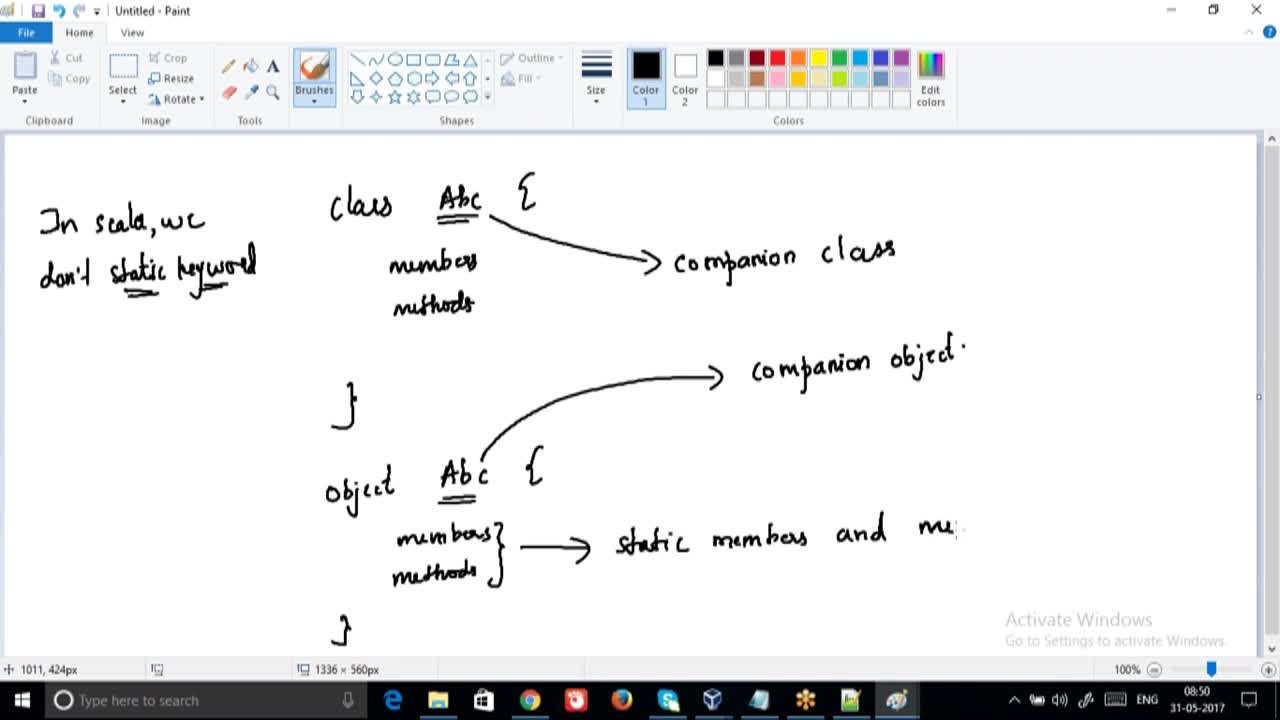 Untitled - Paint
File Home View
Paste
Cut
Copy
Clipboard
Select
Crop
Resize
Rotate
Image
Tools
Brushes
Outline
Fill
Shapes
Size
Color 1
Color 2
Edit colors
Colors
In scala, we
don't static keyword
class Abc {
members
methods
}
companion class
companion object.
object Abc {
members
methods
}
static members and me
Activate Windows
Go to Settings to activate Windows.
1011, 424px
1336 × 560px
100%
Type here to search
ENG
08:50
31-05-2017